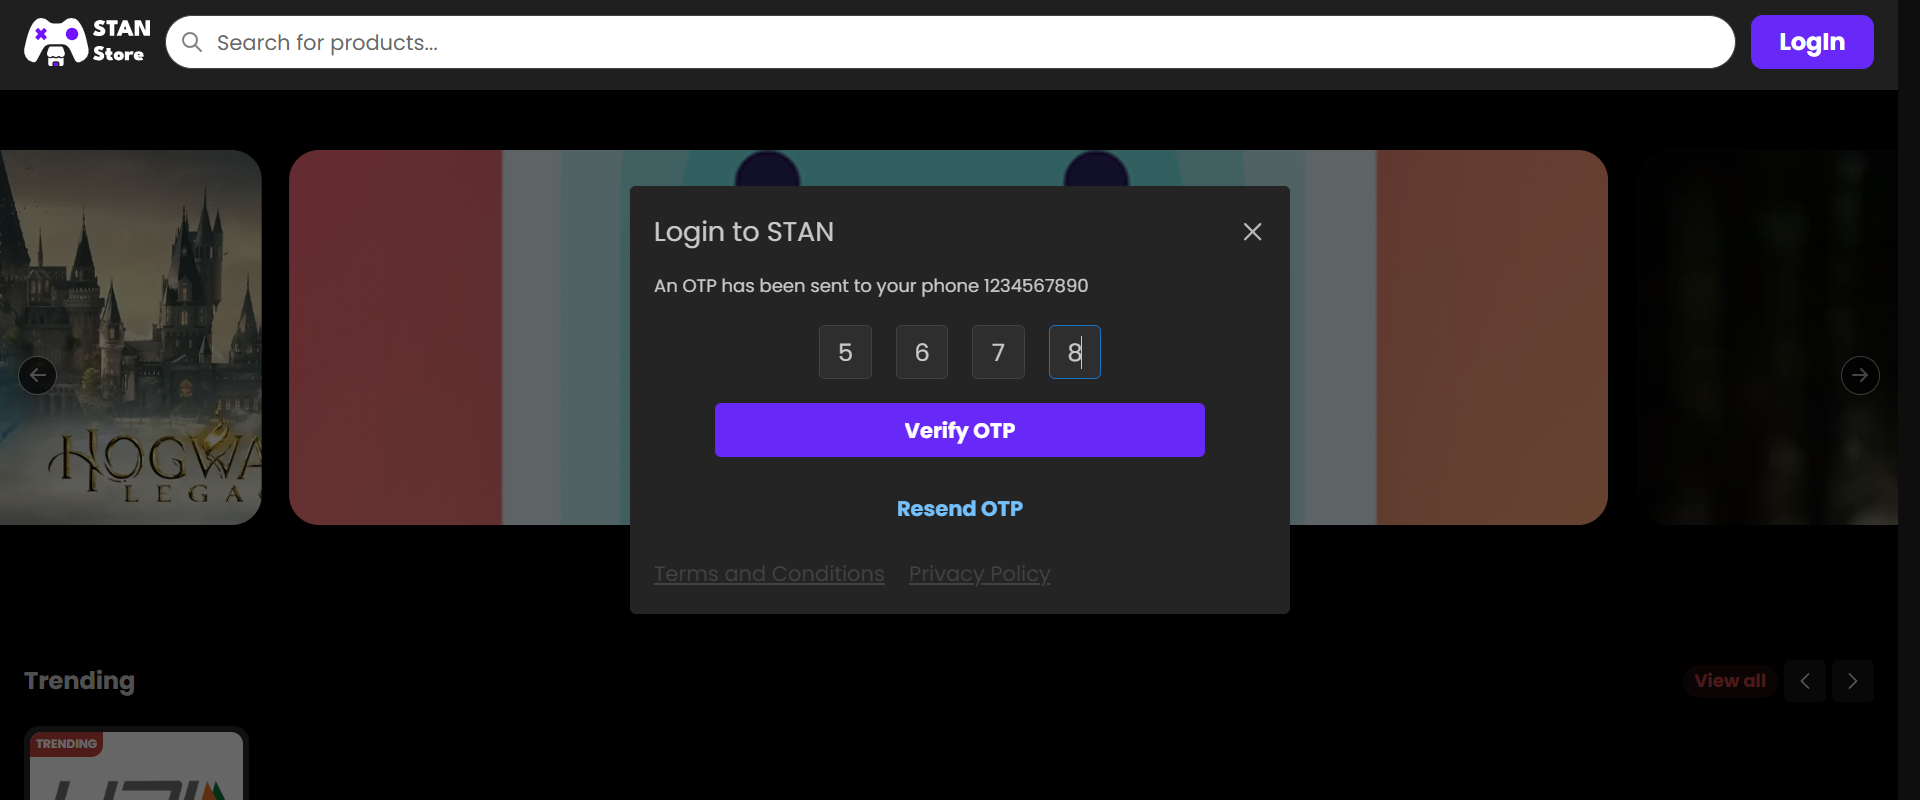 STAN
Store
Search for products...
LogIn
HOGWA
LEGA
Login to STAN
An OTP has been sent to your phone 1234567890
5 6 7 8
Verify OTP
Resend OTP
Terms and Conditions Privacy Policy
Trending
View all
TRENDING